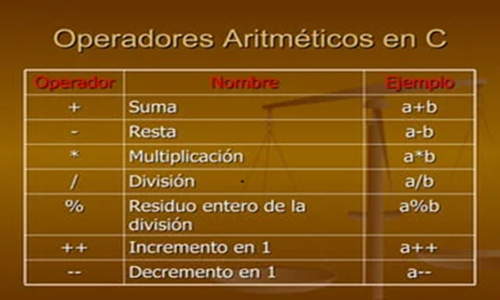 Operadores Aritméticos en C
Operador Nombre Ejemplo
+ Suma a+b
- Resta a-b
* Multiplicación a*b
/ División a/b
% Residuo entero de la a%b
división
++ Incremento en 1 a++
-- Decremento en 1 a--